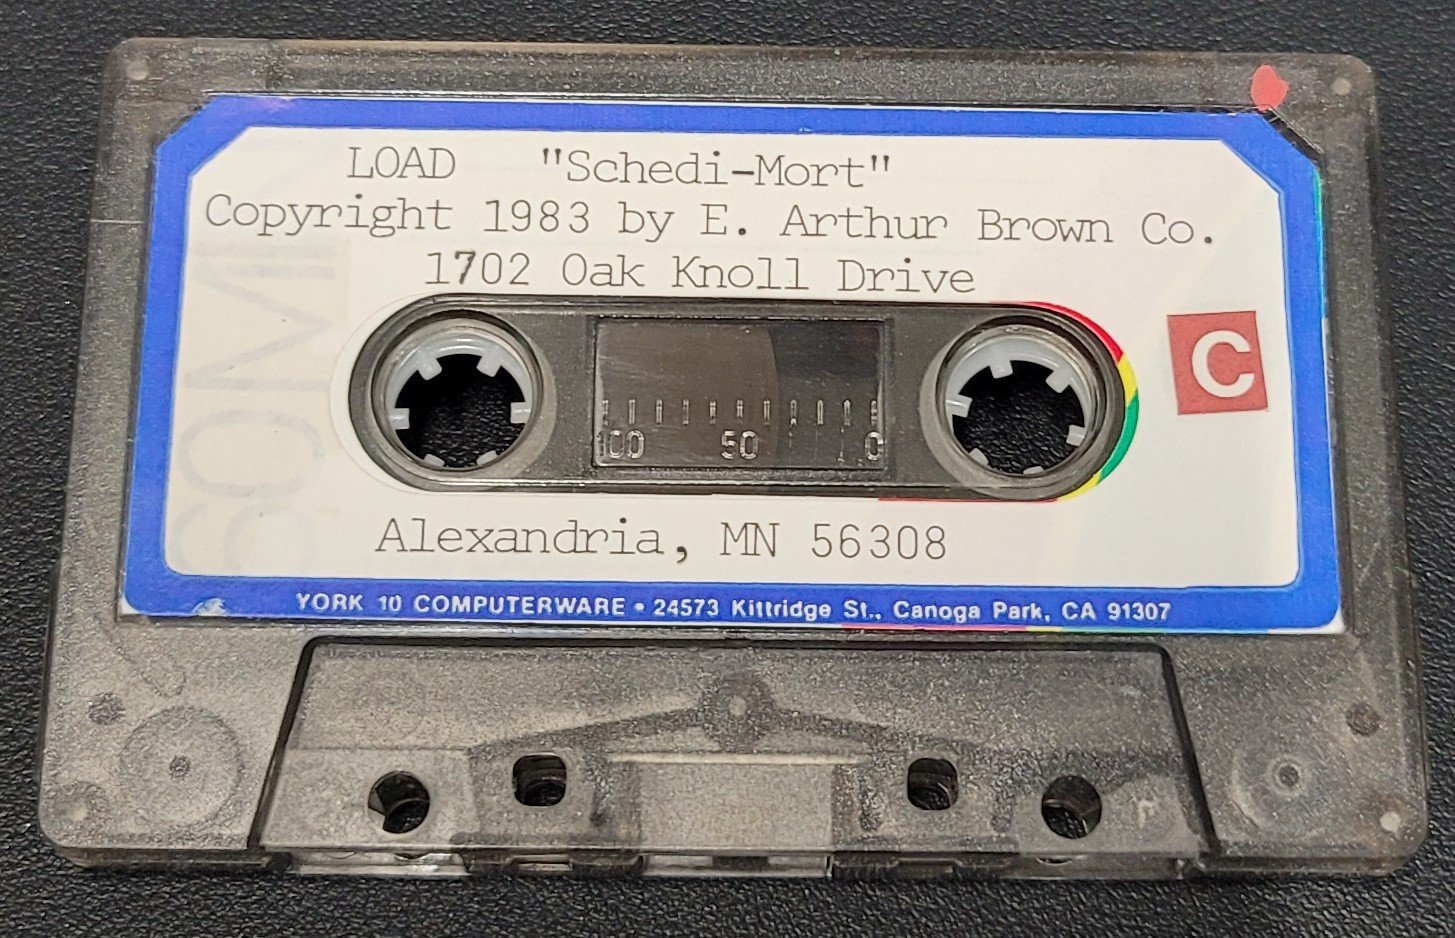 LOAD "Schedi-Mort"
Copyright 1983 by E. Arthur Brown Co.
1702 Oak Knoll Drive
C
100 50 0
Alexandria, MN 56308
YORK 10 COMPUTERWARE • 24573 Kittridge St., Canoga Park, CA 91307